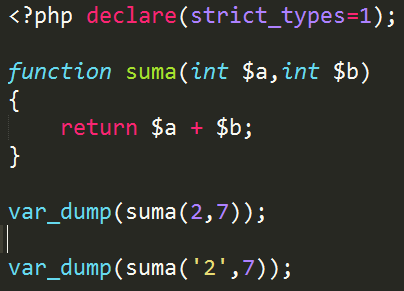 <?php declare(strict_types=1);
function suma(int $a,int $b)
{
    return $a + $b;
}
var_dump(suma(2,7));
var_dump(suma('2',7));